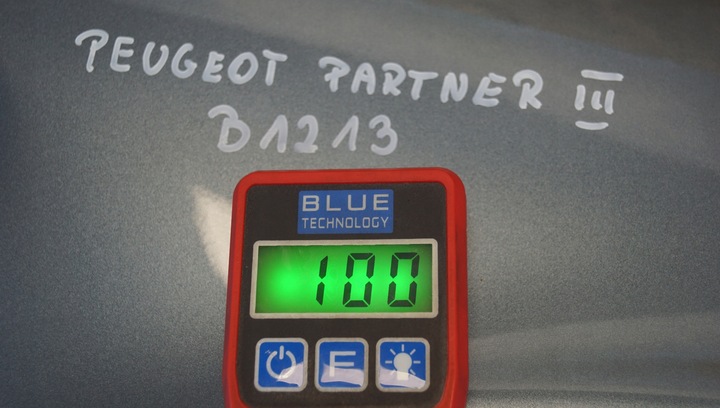 PEUGEOT PARTNER III
B1213
BLUE
TECHNOLOGY
100
F